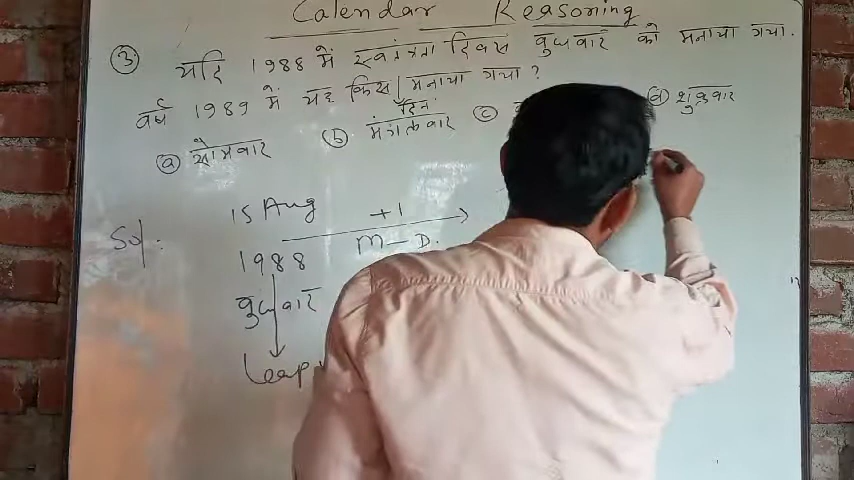 Calendar Reasoning
③ यदि 1988 में स्वतंत्रता दिवस बुधवार को मनाया गया.
वर्ष 1989 में यह किस दिन मनाया गया ?
ⓐ सोमवार ⓑ मंगलवार ⓒ ⓓ शुक्रवार
Sol: 15 Aug +1
1988 M-D.
बुधवार
Leap